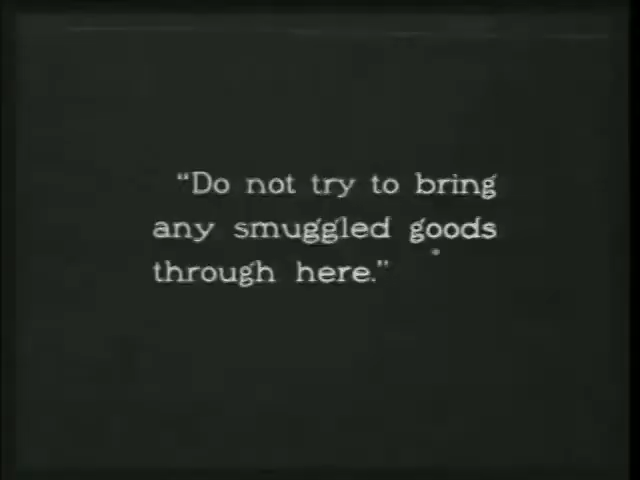 "Do not try to bring
any smuggled goods
through here."